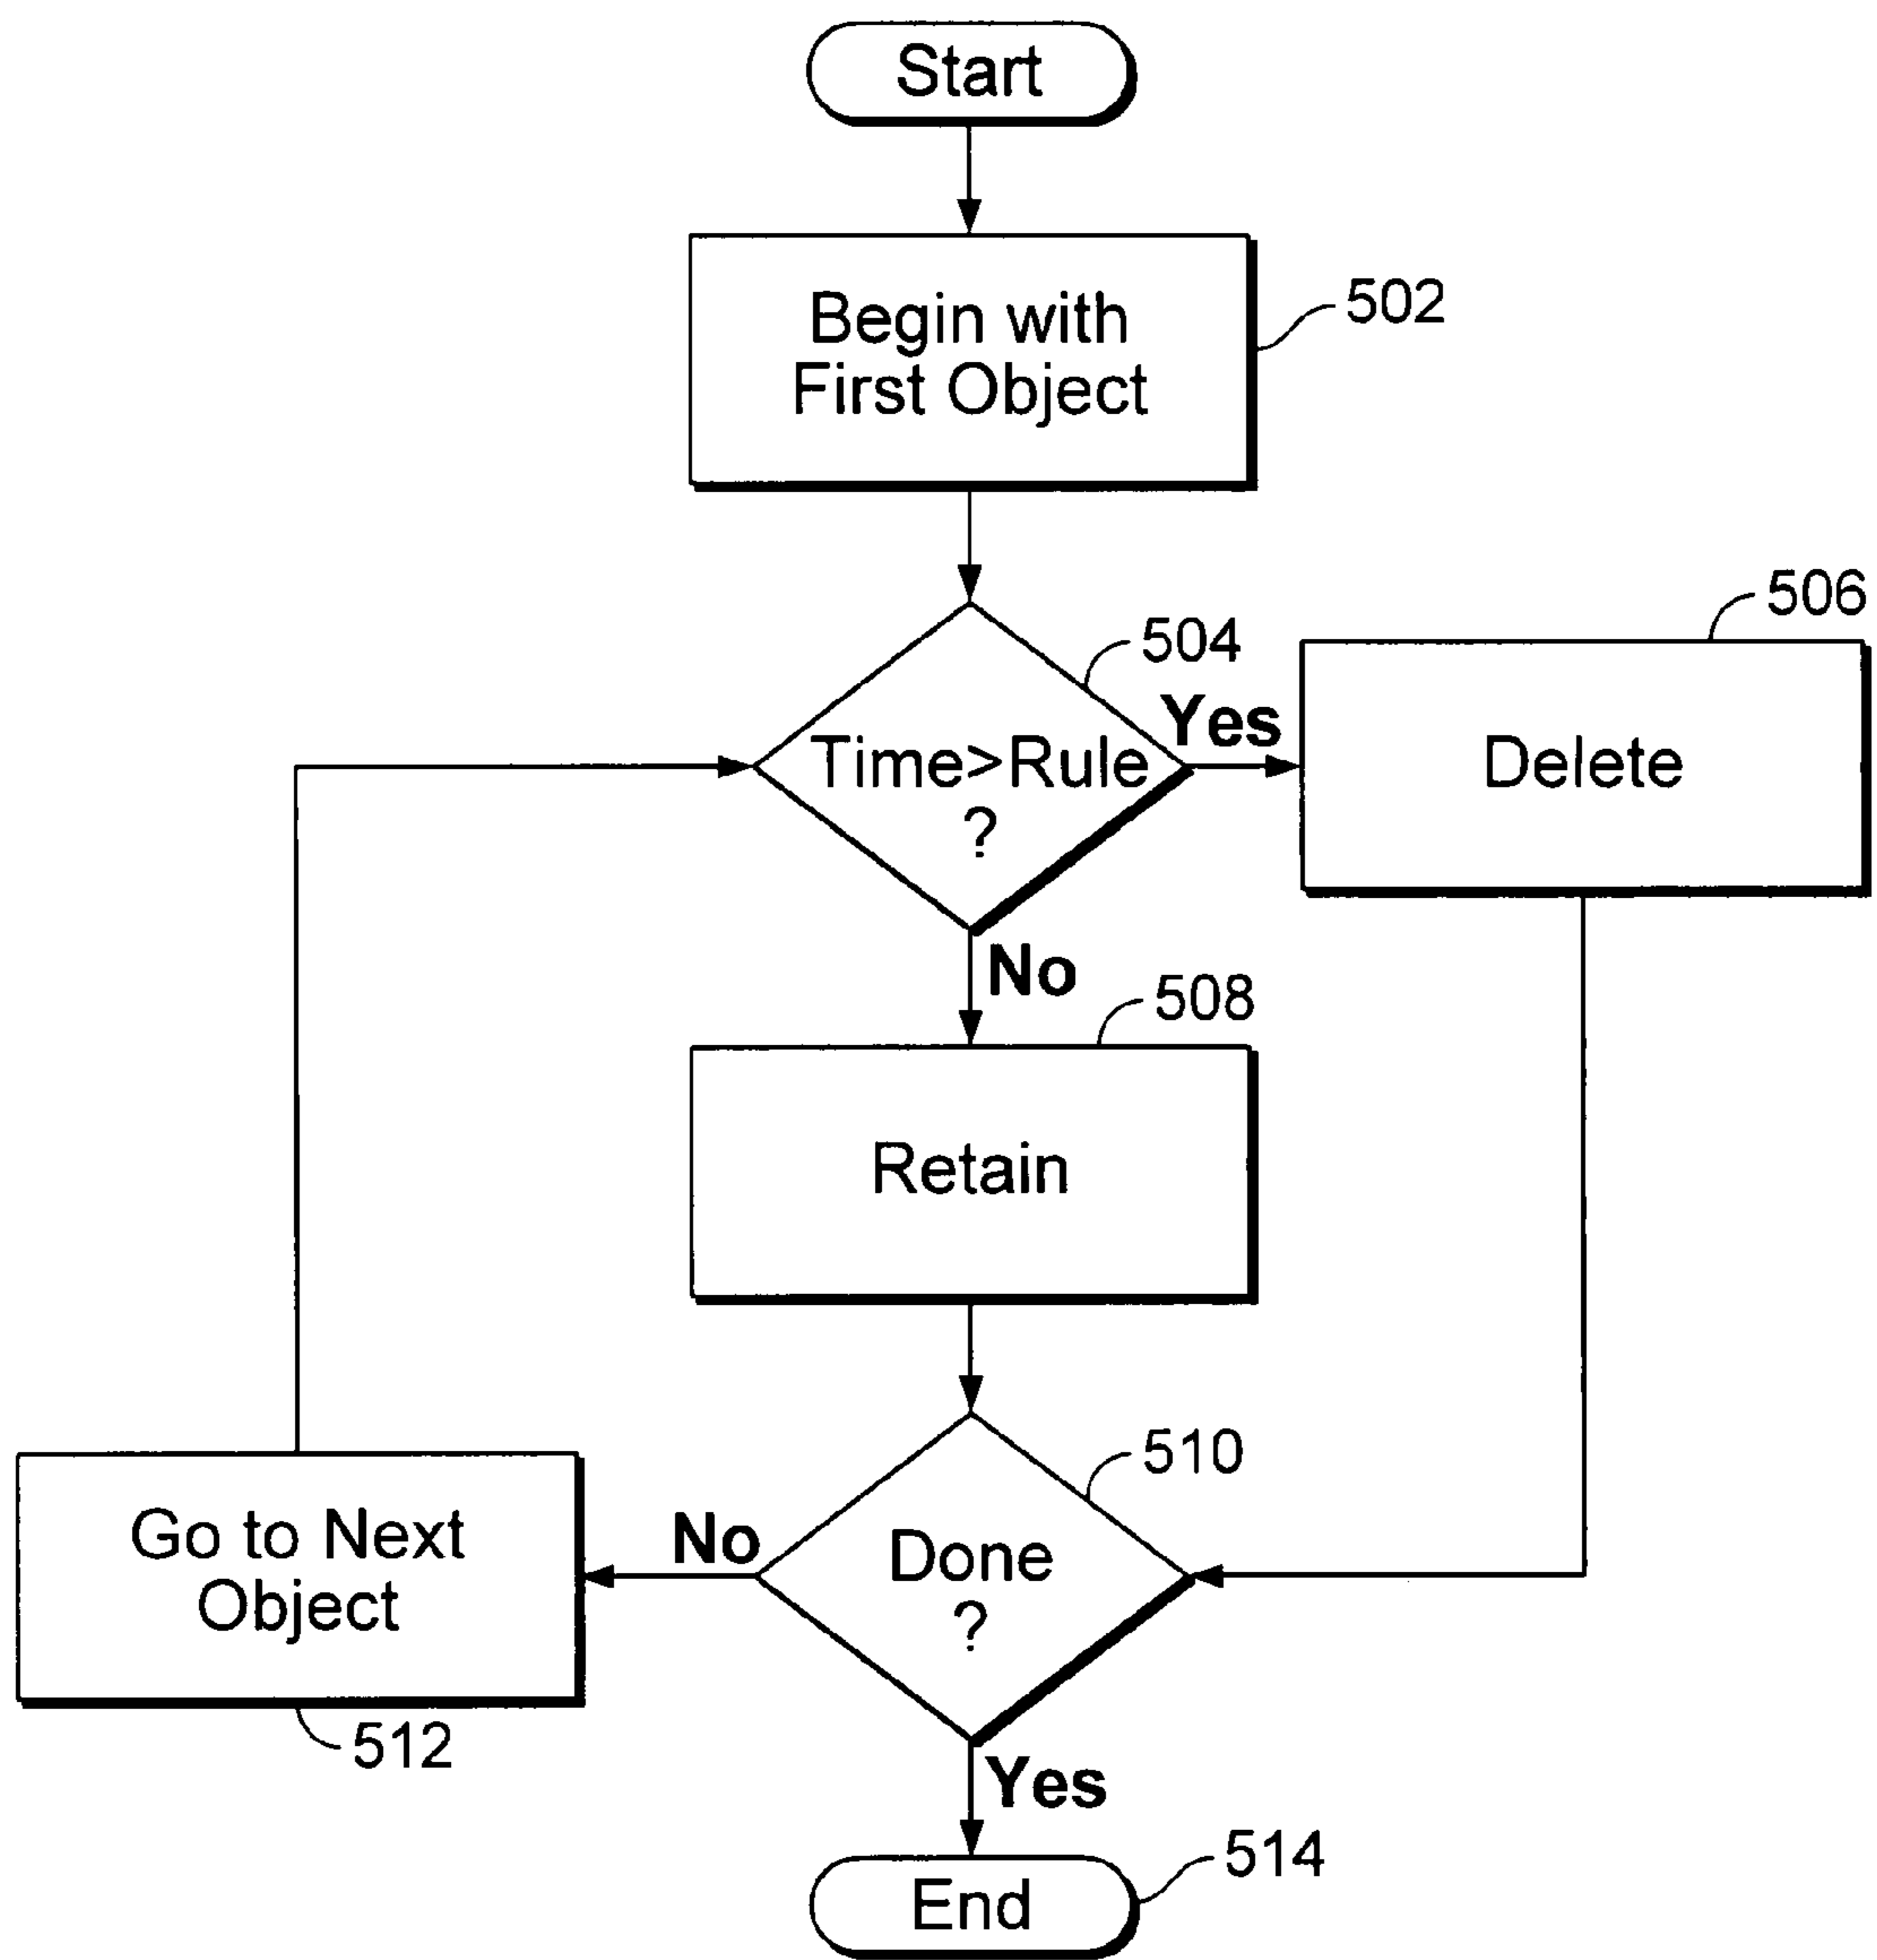 Start
Begin with
First Object
502
504
506
Time>Rule
?
Yes
Delete
No
508
Retain
510
Go to Next
Object
No
Done
?
512
Yes
514
End